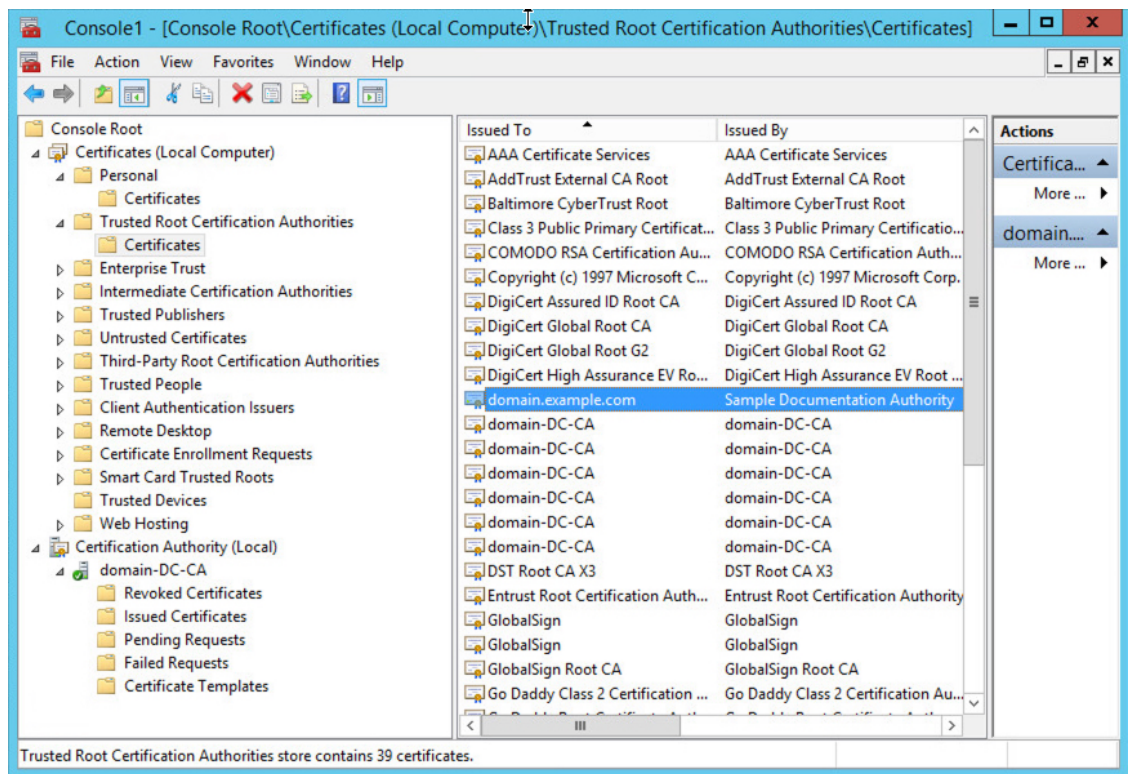 Console1 - [Console Root\Certificates (Local Computer)\Trusted Root Certification Authorities\Certificates]
File Action View Favorites Window Help
Console Root
Certificates (Local Computer)
Personal
Certificates
Trusted Root Certification Authorities
Certificates
Enterprise Trust
Intermediate Certification Authorities
Trusted Publishers
Untrusted Certificates
Third-Party Root Certification Authorities
Trusted People
Client Authentication Issuers
Remote Desktop
Certificate Enrollment Requests
Smart Card Trusted Roots
Trusted Devices
Web Hosting
Certification Authority (Local)
domain-DC-CA
Revoked Certificates
Issued Certificates
Pending Requests
Failed Requests
Certificate Templates
Issued To Issued By
AAA Certificate Services AAA Certificate Services
AddTrust External CA Root AddTrust External CA Root
Baltimore CyberTrust Root Baltimore CyberTrust Root
Class 3 Public Primary Certificat... Class 3 Public Primary Certificatio...
COMODO RSA Certification Au... COMODO RSA Certification Auth...
Copyright (c) 1997 Microsoft C... Copyright (c) 1997 Microsoft Corp.
DigiCert Assured ID Root CA DigiCert Assured ID Root CA
DigiCert Global Root CA DigiCert Global Root CA
DigiCert Global Root G2 DigiCert Global Root G2
DigiCert High Assurance EV Ro... DigiCert High Assurance EV Root ...
domain.example.com Sample Documentation Authority
domain-DC-CA domain-DC-CA
domain-DC-CA domain-DC-CA
domain-DC-CA domain-DC-CA
domain-DC-CA domain-DC-CA
domain-DC-CA domain-DC-CA
domain-DC-CA domain-DC-CA
DST Root CA X3 DST Root CA X3
Entrust Root Certification Auth... Entrust Root Certification Authority
GlobalSign GlobalSign
GlobalSign GlobalSign
GlobalSign Root CA GlobalSign Root CA
Go Daddy Class 2 Certification ... Go Daddy Class 2 Certification Au...
Actions
Certifica...
More ...
domain....
More ...
Trusted Root Certification Authorities store contains 39 certificates.